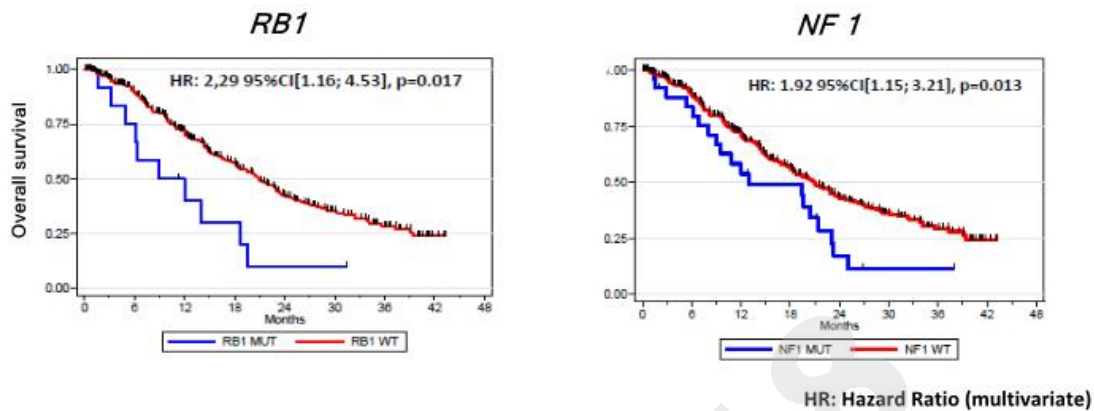 RB1
NF 1
HR: 2,29 95%CI[1.16; 4.53], p=0.017
HR: 1.92 95%CI[1.15; 3.21], p=0.013
Overall survival
1.00
0.75
0.50
0.25
0.00
0 6 12 18 24 30 36 42 48
Months
RB1 MUT RB1 WT
1.00
0.75
0.50
0.25
0.00
0 6 12 18 24 30 36 42 48
Months
NF1 MUT NF1 WT
HR: Hazard Ratio (multivariate)